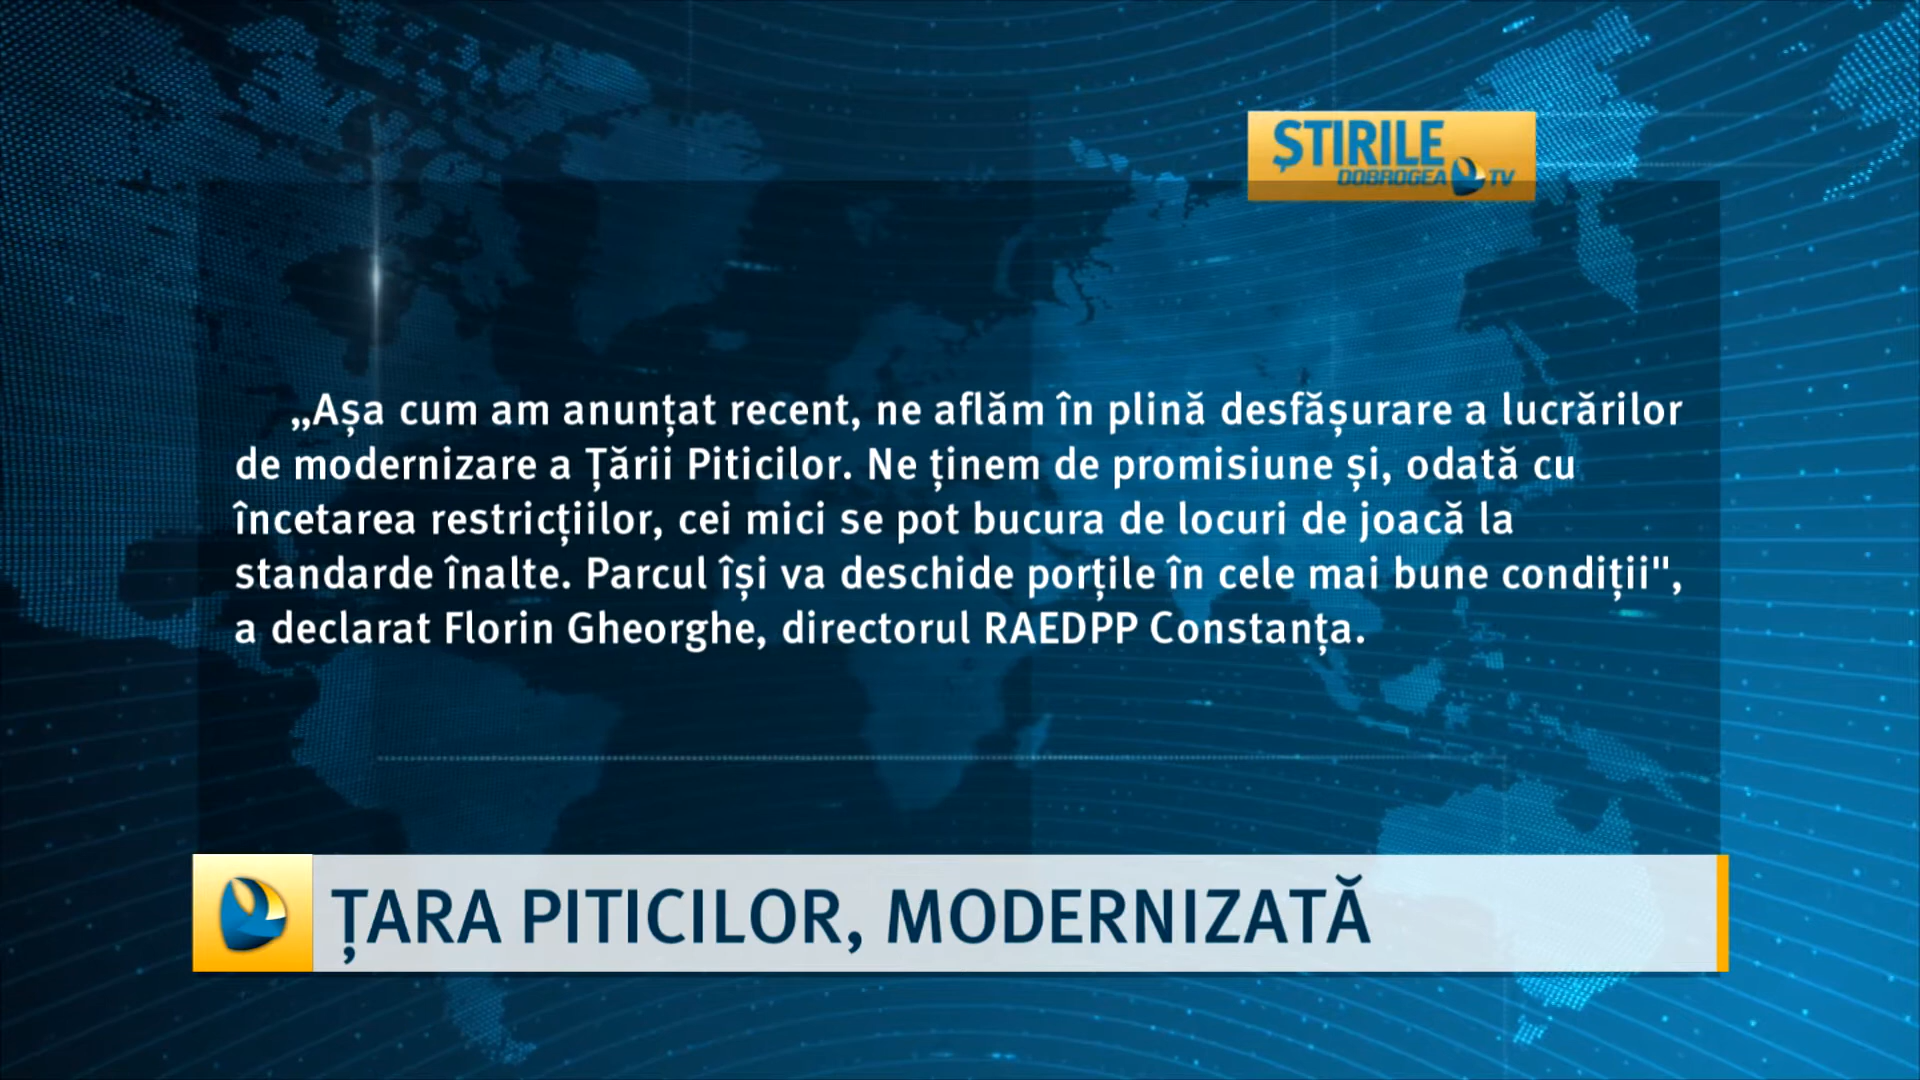 ȘTIRILE
DOBROGEA TV
„Așa cum am anunțat recent, ne aflăm în plină desfășurare a lucrărilor
de modernizare a Țării Piticilor. Ne ținem de promisiune și, odată cu
încetarea restricțiilor, cei mici se pot bucura de locuri de joacă la
standarde înalte. Parcul își va deschide porțile în cele mai bune condiții",
a declarat Florin Gheorghe, directorul RAEDPP Constanța.
ȚARA PITICILOR, MODERNIZATĂ